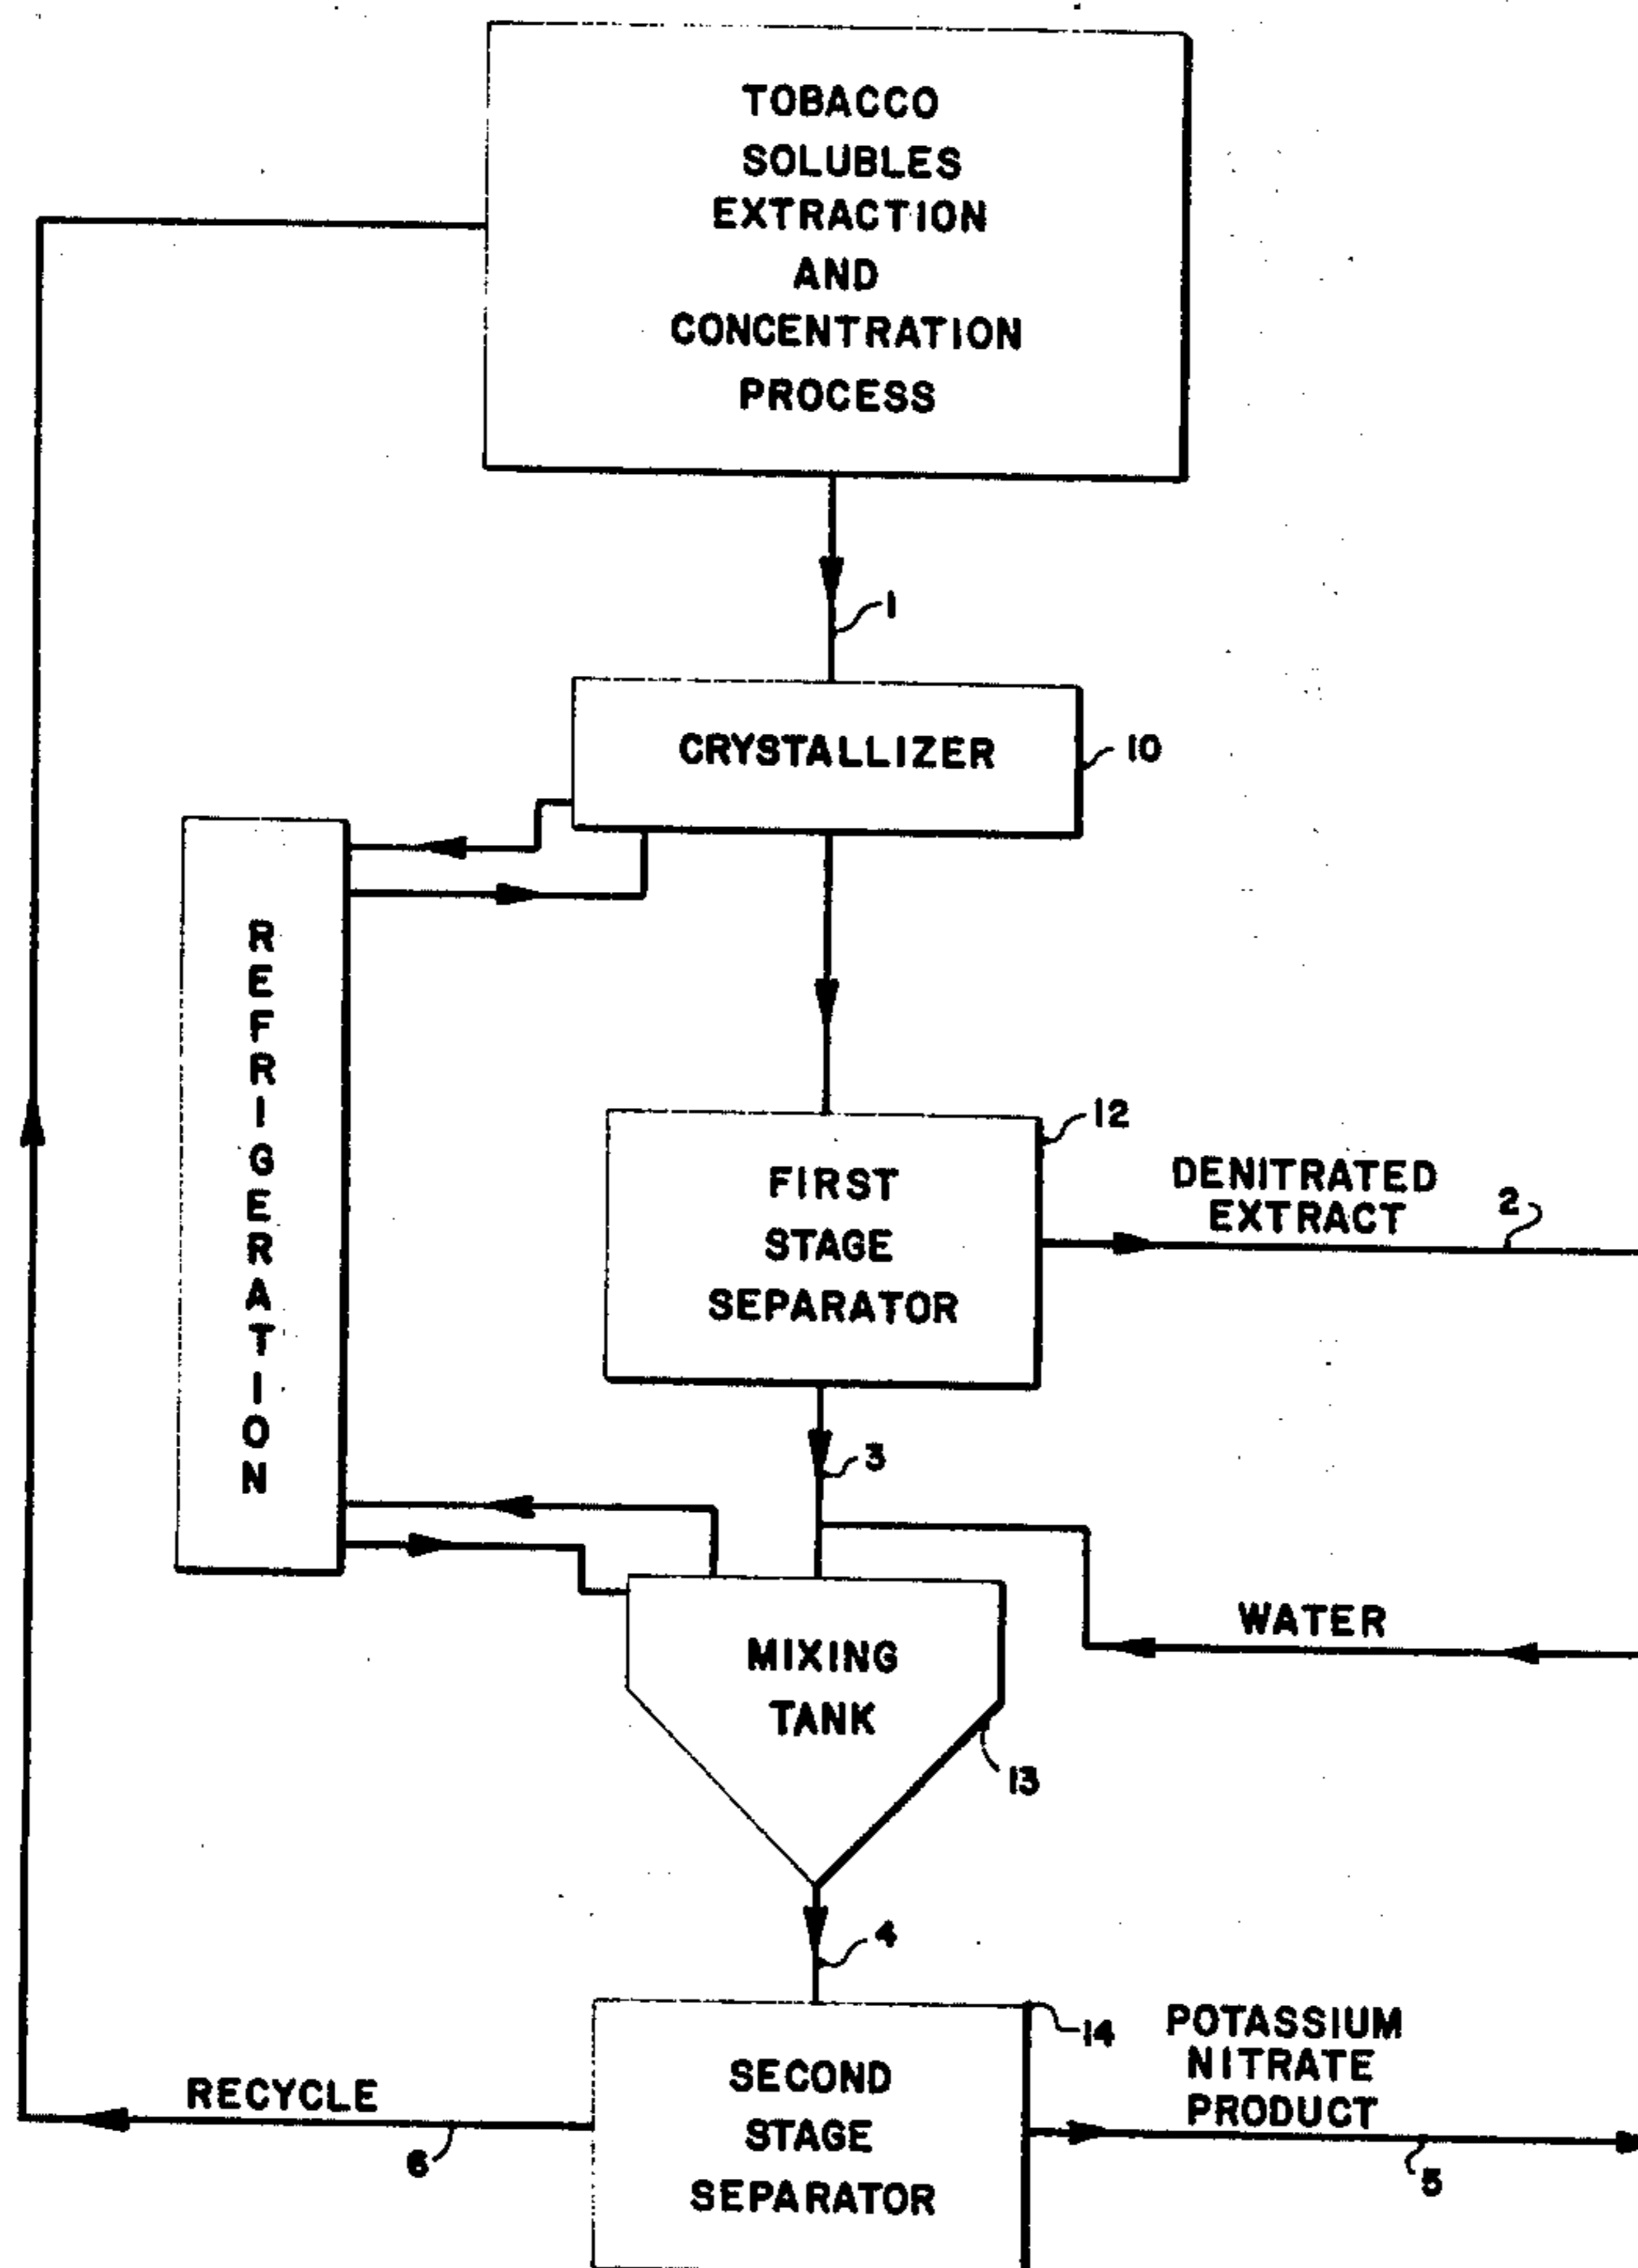 TOBACCO
SOLUBLES
EXTRACTION
AND
CONCENTRATION
PROCESS
1
CRYSTALLIZER
10
REFRIGERATION
12
FIRST
STAGE
SEPARATOR
DENITRATED
EXTRACT
2
3
WATER
MIXING
TANK
13
4
14
SECOND
STAGE
SEPARATOR
POTASSIUM
NITRATE
PRODUCT
5
RECYCLE
6